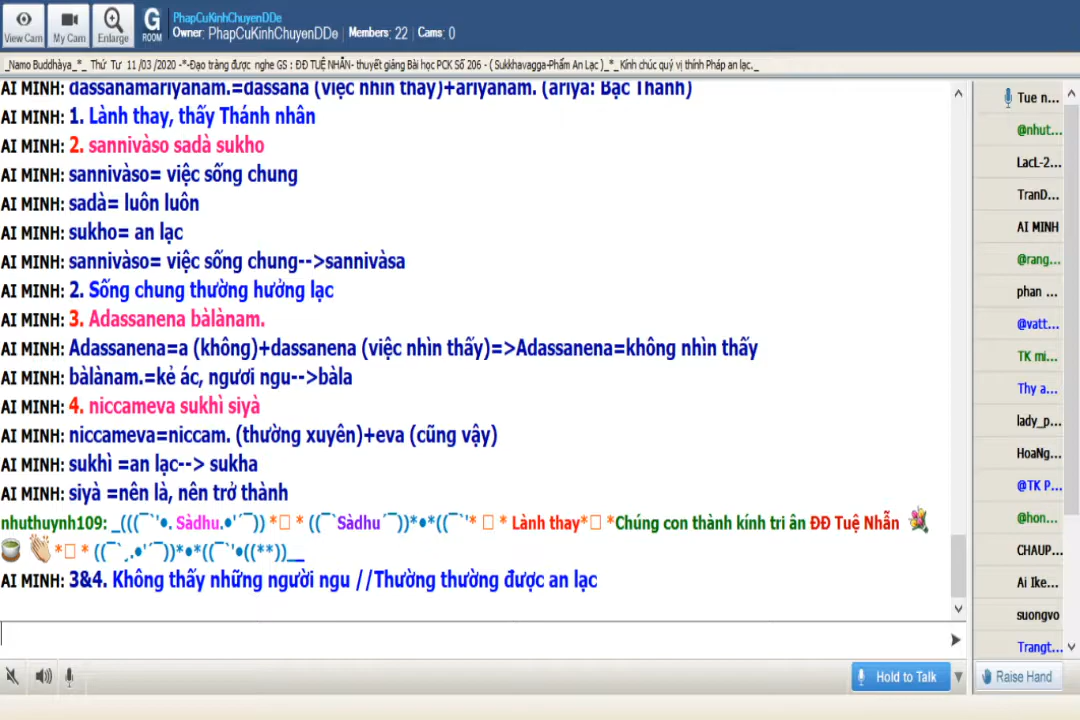 PhapCuKinhChuyenDDe
Owner: PhapCuKinhChuyenDDe Members: 22 Cams: 0
View Cam My Cam Enlarge G ROOM
_Namo Buddhàya_*_ Thứ Tư 11 /03 /2020 -*-Đạo tràng được nghe GS : ĐĐ TUỆ NHẪN- thuyết giảng Bài học PCK Số 206 - ( Sukkhavagga-Phẩm An Lạc )_*_ Kính chúc quý vị thính Pháp an lạc._
AI MINH: dassanamariyànam.=dassana (việc nhìn thấy)+ariyànam. (ariya: Bậc Thánh)
AI MINH: 1. Lành thay, thấy Thánh nhân
AI MINH: 2. sannivàso sadà sukho
AI MINH: sannivàso= việc sống chung
AI MINH: sadà= luôn luôn
AI MINH: sukho= an lạc
AI MINH: sannivàso= việc sống chung-->sannivàsa
AI MINH: 2. Sống chung thường hưởng lạc
AI MINH: 3. Adassanena bàlànam.
AI MINH: Adassanena=a (không)+dassanena (việc nhìn thấy)=>Adassanena=không nhìn thấy
AI MINH: bàlànam.=kẻ ác, ngươi ngu-->bàla
AI MINH: 4. niccameva sukhì siyà
AI MINH: niccameva=niccam. (thường xuyên)+eva (cũng vậy)
AI MINH: sukhì =an lạc--> sukha
AI MINH: siyà =nên là, nên trở thành
nhuthuynh109: _(((¯`'•. Sàdhu.•'´¯)) *▯ * ((¯`Sàdhu´¯))*•*((¯`'* ▯ * Lành thay*▯ *Chúng con thành kính tri ân ĐĐ Tuệ Nhẫn 💐
🍵 👏 *▯ * ((¯`¸.•'´¯))*•*((¯`'•((**))__
AI MINH: 3&4. Không thấy những người ngu //Thường thường được an lạc
Tue n...
@nhut...
LacL-2...
TranD...
AI MINH
@rang...
phan ...
@vatt...
TK mi...
Thy a...
lady_p...
HoaNg...
@TK P...
@hon...
CHAUP...
Ai Ike...
suongvo
Trangt...
Hold to Talk
Raise Hand